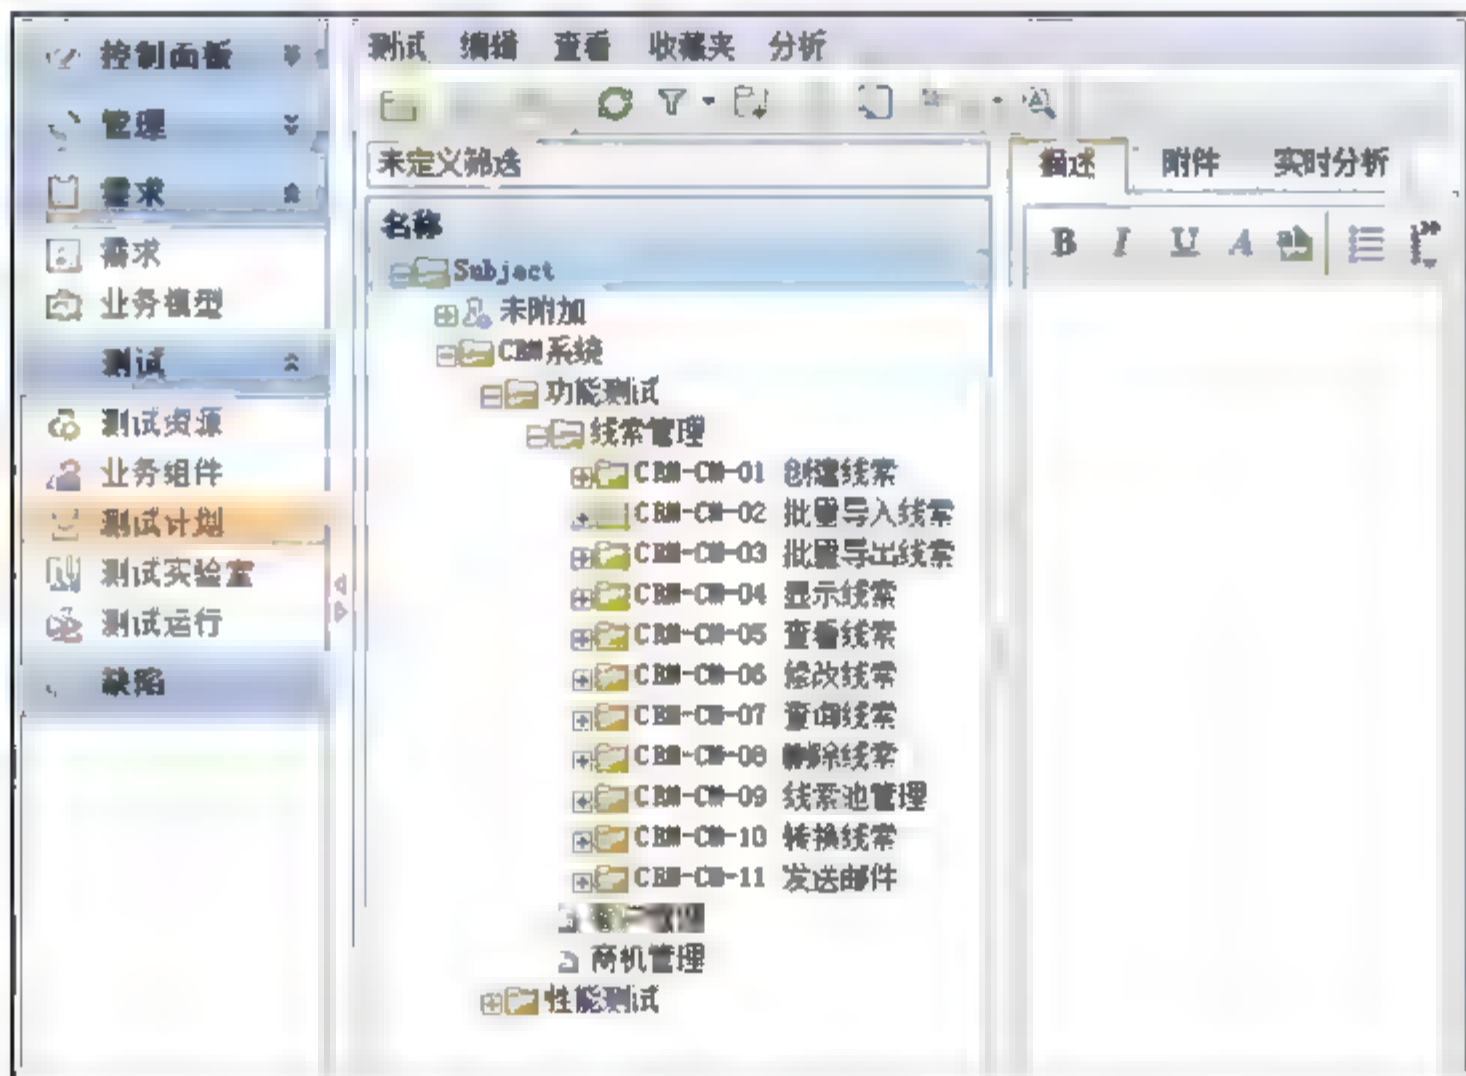 控制面板
管理
需求
需求
业务模型
测试
测试资源
业务组件
测试计划
测试实验室
测试运行
缺陷
测试 编辑 查看 收藏夹 分析
未定义筛选
名称
Subject
未附加
CRM系统
功能测试
线索管理
CRM-CM-01 创建线索
CRM-CM-02 批量导入线索
CRM-CM-03 批量导出线索
CRM-CM-04 显示线索
CRM-CM-05 查看线索
CRM-CM-06 修改线索
CRM-CM-07 查询线索
CRM-CM-08 删除线索
CRM-CM-09 线索池管理
CRM-CM-10 转换线索
CRM-CM-11 发送邮件
商机管理
性能测试
描述 附件 实时分析
B I U A ab